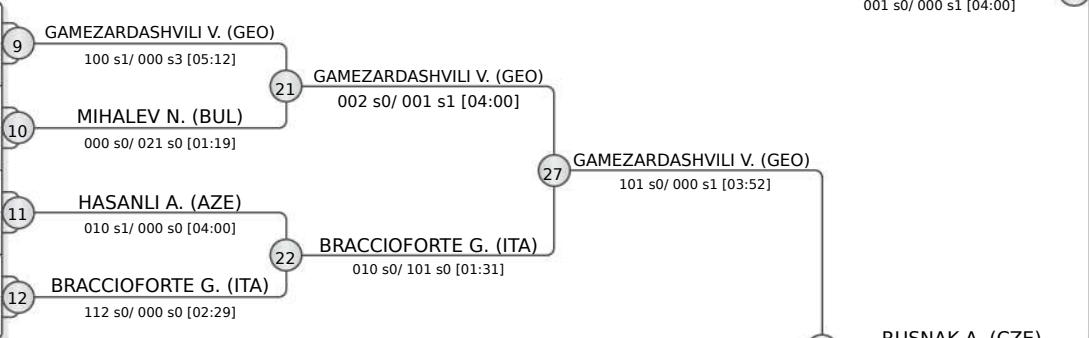 001 s0/ 000 s1 [04:00]
9
GAMEZARDASHVILI V. (GEO)
100 s1/ 000 s3 [05:12]
21
GAMEZARDASHVILI V. (GEO)
002 s0/ 001 s1 [04:00]
10
MIHALEV N. (BUL)
000 s0/ 021 s0 [01:19]
27
GAMEZARDASHVILI V. (GEO)
101 s0/ 000 s1 [03:52]
11
HASANLI A. (AZE)
010 s1/ 000 s0 [04:00]
22
BRACCIOFORTE G. (ITA)
010 s0/ 101 s0 [01:31]
12
BRACCIOFORTE G. (ITA)
112 s0/ 000 s0 [02:29]
RUSNAK A. (CZE)